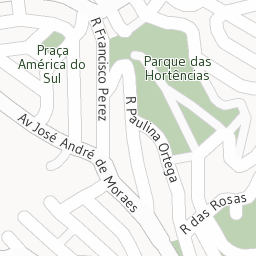 R Francisco Perez
Praça
América do
Sul
Parque das
Hortências
R Paulina Ortega
Av José André de Moraes
R das Rosas